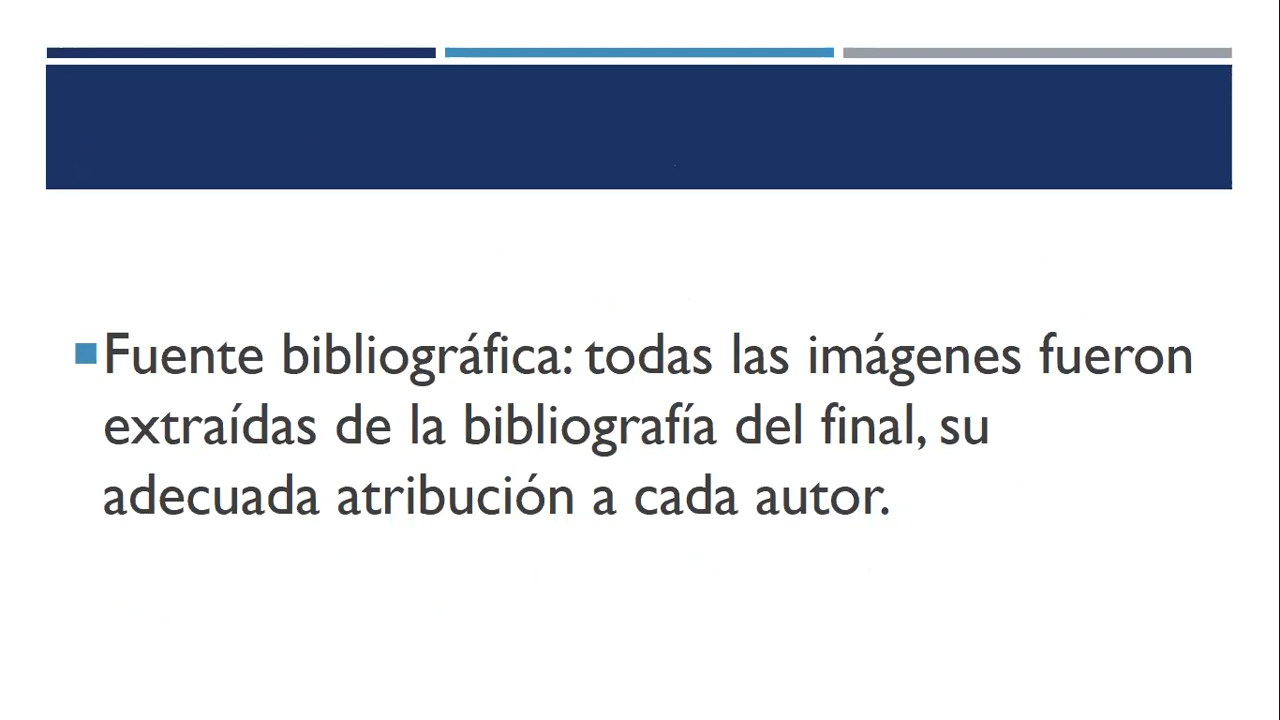 Fuente bibliográfica: todas las imágenes fueron
extraídas de la bibliografía del final, su
adecuada atribución a cada autor.